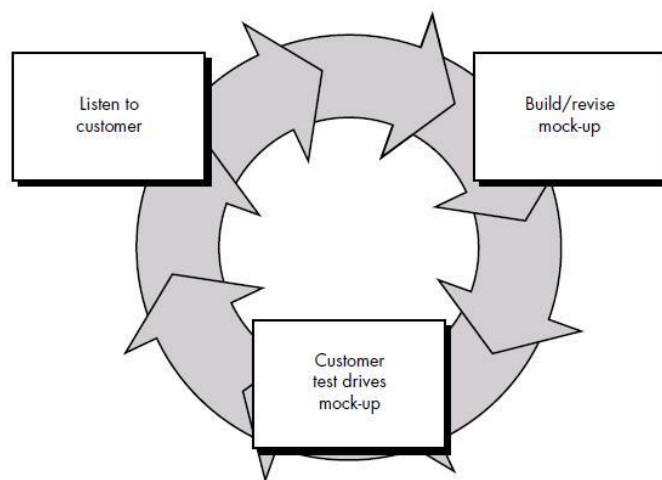 Listen to
customer
Build/revise
mock-up
Customer
test drives
mock-up